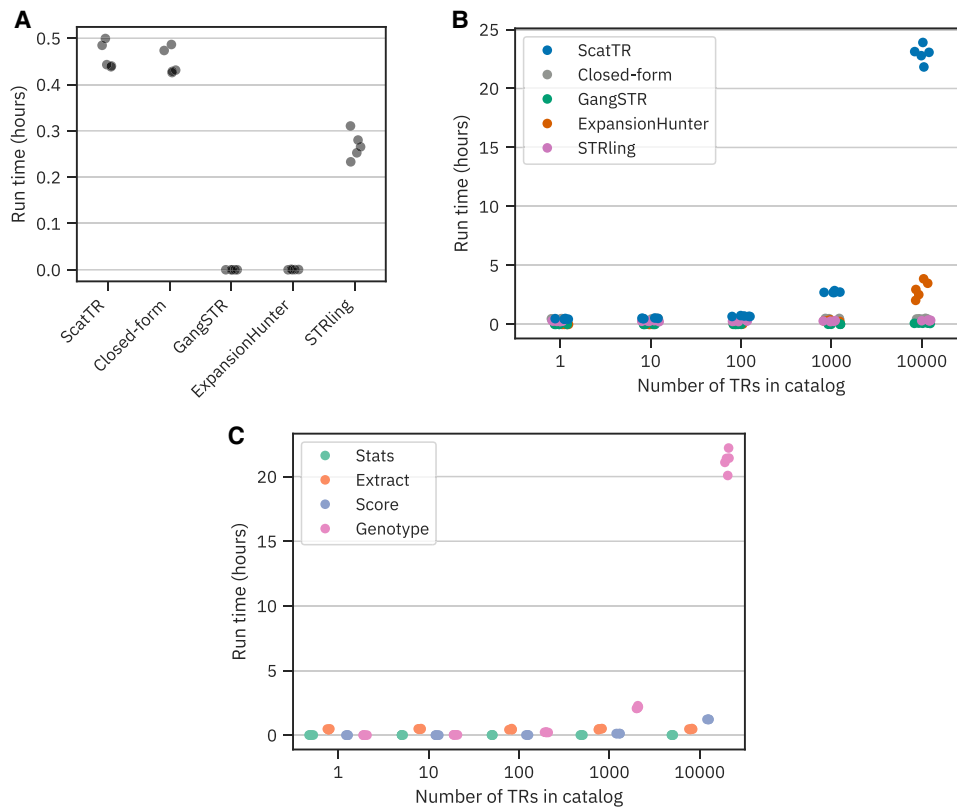 A
Run time (hours)
0.5
0.4
0.3
0.2
0.1
0.0
ScatTR
Closed-form
GangSTR
ExpansionHunter
STRling
B
Run time (hours)
25
20
15
10
5
0
ScatTR
Closed-form
GangSTR
ExpansionHunter
STRling
1 10 100 1000 10000
Number of TRs in catalog
C
Run time (hours)
20
15
10
5
0
Stats
Extract
Score
Genotype
1 10 100 1000 10000
Number of TRs in catalog